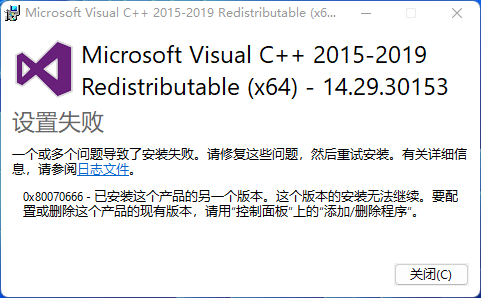 Microsoft Visual C++ 2015-2019 Redistributable (x6...
Microsoft Visual C++ 2015-2019
Redistributable (x64) - 14.29.30153
设置失败
一个或多个问题导致了安装失败。请修复这些问题，然后重试安装。有关详细信
息，请参阅日志文件。
0x80070666 - 已安装这个产品的另一个版本。这个版本的安装无法继续。要配
置或删除这个产品的现有版本，请用“控制面板”上的“添加/删除程序”。
关闭(C)